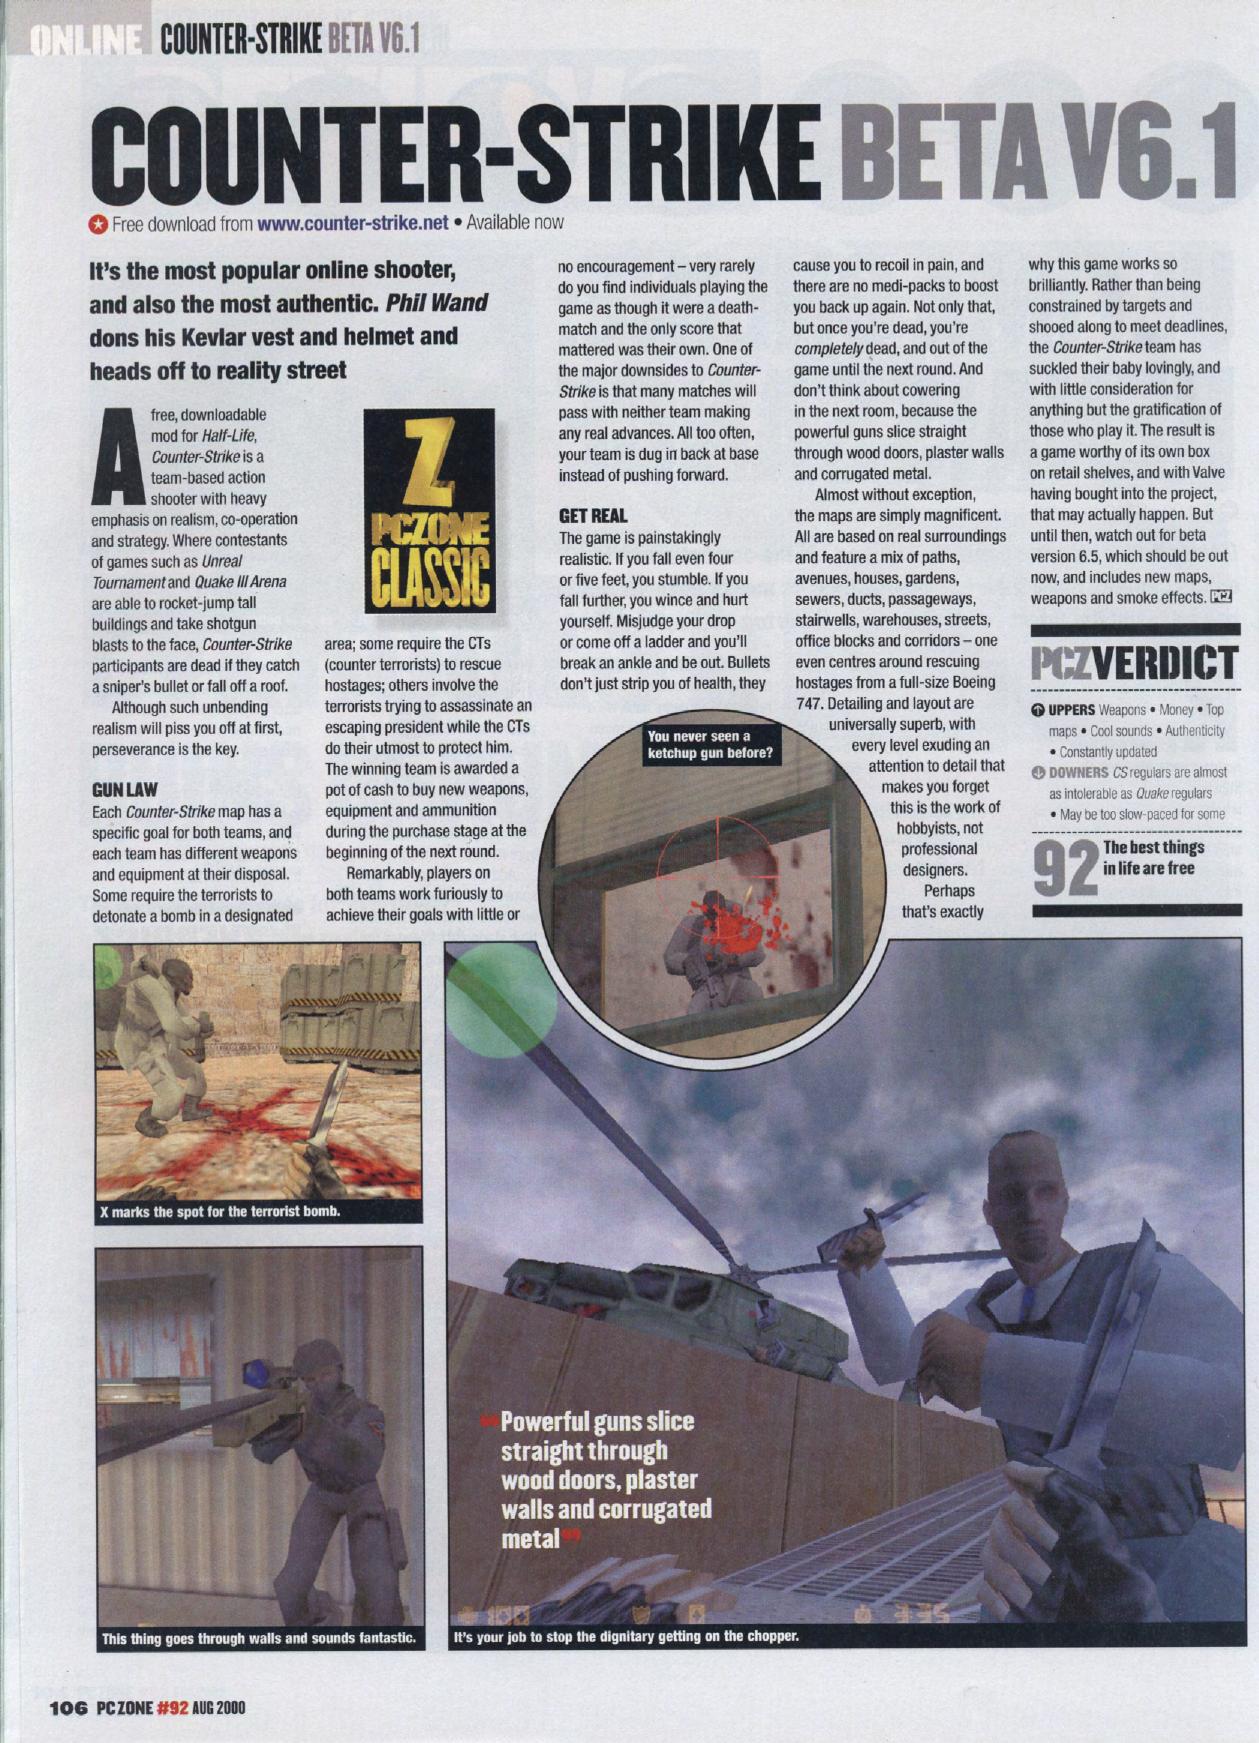 ONLINE COUNTER-STRIKE BETA V6.1
COUNTER-STRIKE BETA V6.1
Free download from www.counter-strike.net • Available now
It's the most popular online shooter,
and also the most authentic. Phil Wand
dons his Kevlar vest and helmet and
heads off to reality street
A free, downloadable
mod for Half-Life,
Counter-Strike is a
team-based action
shooter with heavy
emphasis on realism, co-operation
and strategy. Where contestants
of games such as Unreal
Tournament and Quake III Arena
are able to rocket-jump tall
buildings and take shotgun
blasts to the face, Counter-Strike
participants are dead if they catch
a sniper's bullet or fall off a roof.
Although such unbending
realism will piss you off at first,
perseverance is the key.
GUN LAW
Each Counter-Strike map has a
specific goal for both teams, and
each team has different weapons
and equipment at their disposal.
Some require the terrorists to
detonate a bomb in a designated
Z
PCZONE
CLASSIC
area; some require the CTs
(counter terrorists) to rescue
hostages; others involve the
terrorists trying to assassinate an
escaping president while the CTs
do their utmost to protect him.
The winning team is awarded a
pot of cash to buy new weapons,
equipment and ammunition
during the purchase stage at the
beginning of the next round.
Remarkably, players on
both teams work furiously to
achieve their goals with little or
no encouragement – very rarely
do you find individuals playing the
game as though it were a death-
match and the only score that
mattered was their own. One of
the major downsides to Counter-
Strike is that many matches will
pass with neither team making
any real advances. All too often,
your team is dug in back at base
instead of pushing forward.
GET REAL
The game is painstakingly
realistic. If you fall even four
or five feet, you stumble. If you
fall further, you wince and hurt
yourself. Misjudge your drop
or come off a ladder and you'll
break an ankle and be out. Bullets
don't just strip you of health, they
cause you to recoil in pain, and
there are no medi-packs to boost
you back up again. Not only that,
but once you're dead, you're
completely dead, and out of the
game until the next round. And
don't think about cowering
in the next room, because the
powerful guns slice straight
through wood doors, plaster walls
and corrugated metal.
Almost without exception,
the maps are simply magnificent.
All are based on real surroundings
and feature a mix of paths,
avenues, houses, gardens,
sewers, ducts, passageways,
stairwells, warehouses, streets,
office blocks and corridors – one
even centres around rescuing
hostages from a full-size Boeing
747. Detailing and layout are
universally superb, with
every level exuding an
attention to detail that
makes you forget
this is the work of
hobbyists, not
professional
designers.
Perhaps
that's exactly
why this game works so
brilliantly. Rather than being
constrained by targets and
shooed along to meet deadlines,
the Counter-Strike team has
suckled their baby lovingly, and
with little consideration for
anything but the gratification of
those who play it. The result is
a game worthy of its own box
on retail shelves, and with Valve
having bought into the project,
that may actually happen. But
until then, watch out for beta
version 6.5, which should be out
now, and includes new maps,
weapons and smoke effects. PCZ
PCZVERDICT
UPPERS Weapons • Money • Top
maps • Cool sounds • Authenticity
• Constantly updated
DOWNERS CS regulars are almost
as intolerable as Quake regulars
• May be too slow-paced for some
92 The best things
in life are free
You never seen a
ketchup gun before?
X marks the spot for the terrorist bomb.
This thing goes through walls and sounds fantastic.
“Powerful guns slice
straight through
wood doors, plaster
walls and corrugated
metal”
100 335
It's your job to stop the dignitary getting on the chopper.
106 PC ZONE #92 AUG 2000